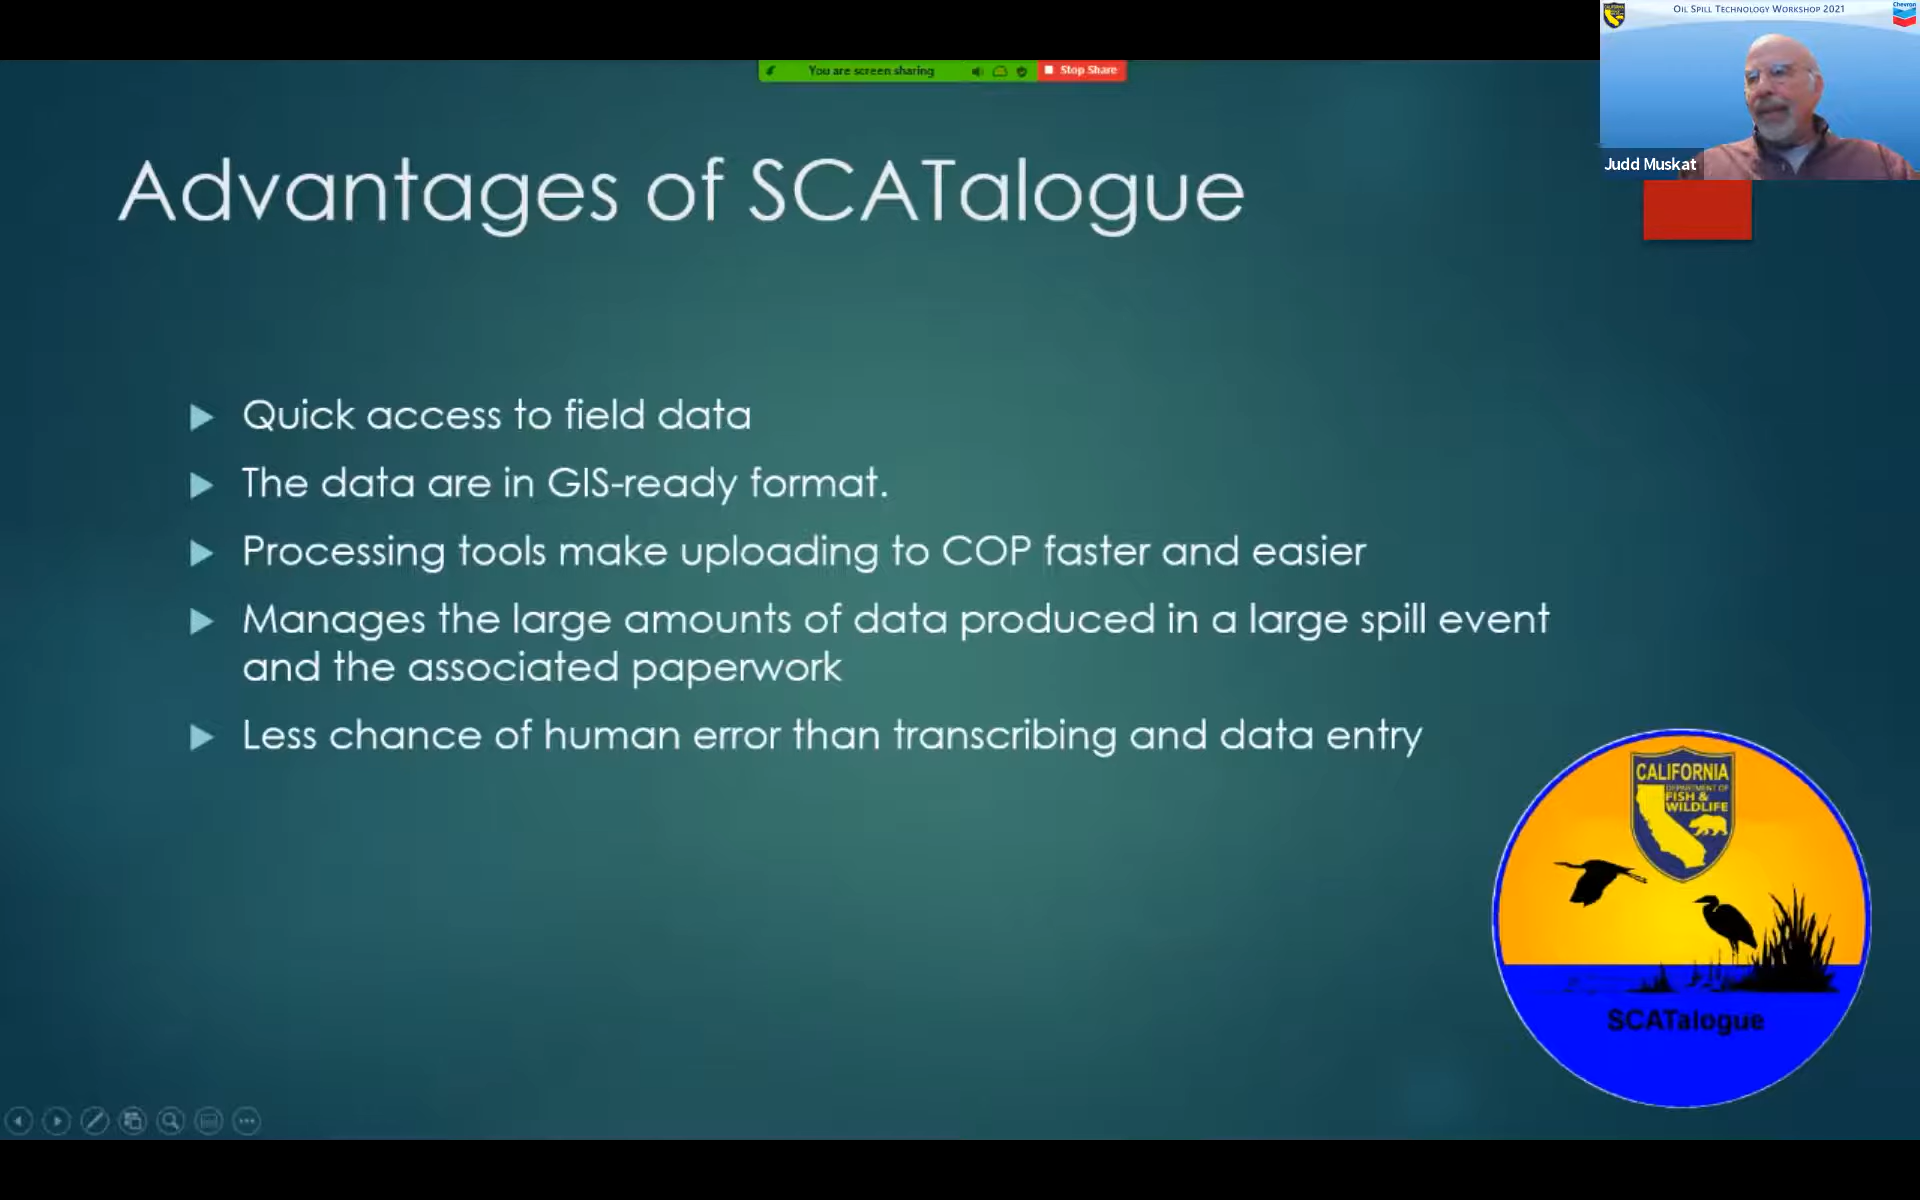 OIL SPILL TECHNOLOGY WORKSHOP 2021
Chevron
You are screen sharing
Stop Share
Judd Muskat
Advantages of SCATalogue
Quick access to field data
The data are in GIS-ready format.
Processing tools make uploading to COP faster and easier
Manages the large amounts of data produced in a large spill event
and the associated paperwork
Less chance of human error than transcribing and data entry
CALIFORNIA
DEPARTMENT OF
FISH &
WILDLIFE
SCATalogue